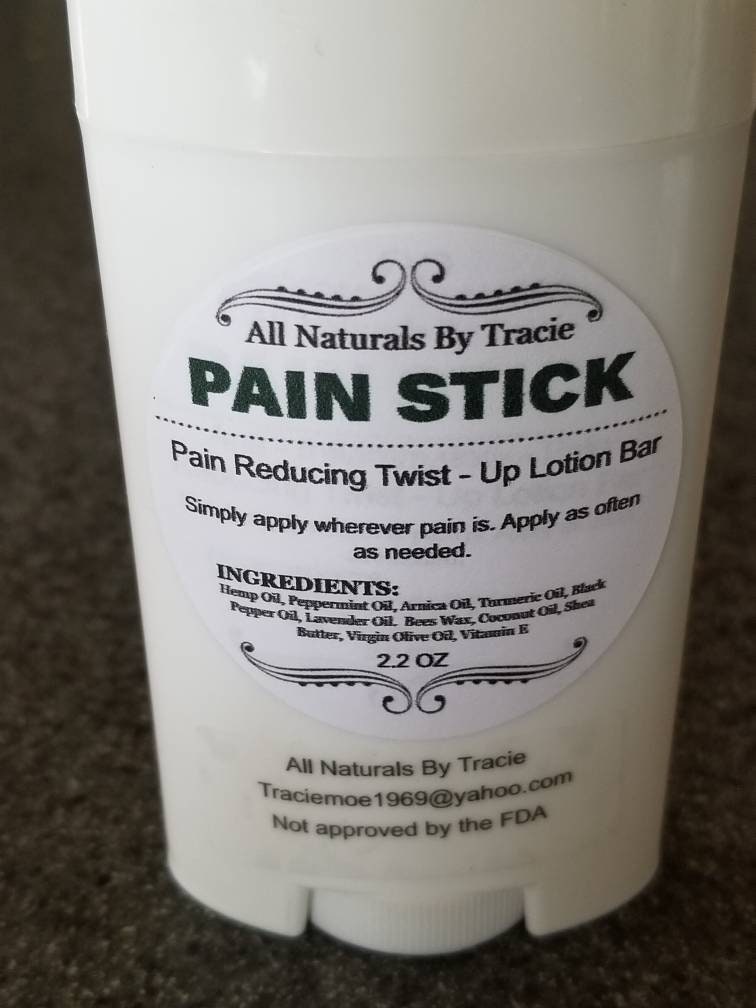 All Naturals By Tracie
PAIN STICK
Pain Reducing Twist - Up Lotion Bar
Simply apply wherever pain is. Apply as often
as needed.
INGREDIENTS:
Hemp Oil, Peppermint Oil, Arnica Oil, Turmeric Oil, Black
Pepper Oil, Lavender Oil. Bees Wax, Coconut Oil, Shea
Butter, Virgin Olive Oil, Vitamin E
2.2 OZ
All Naturals By Tracie
Traciemoe1969@yahoo.com
Not approved by the FDA